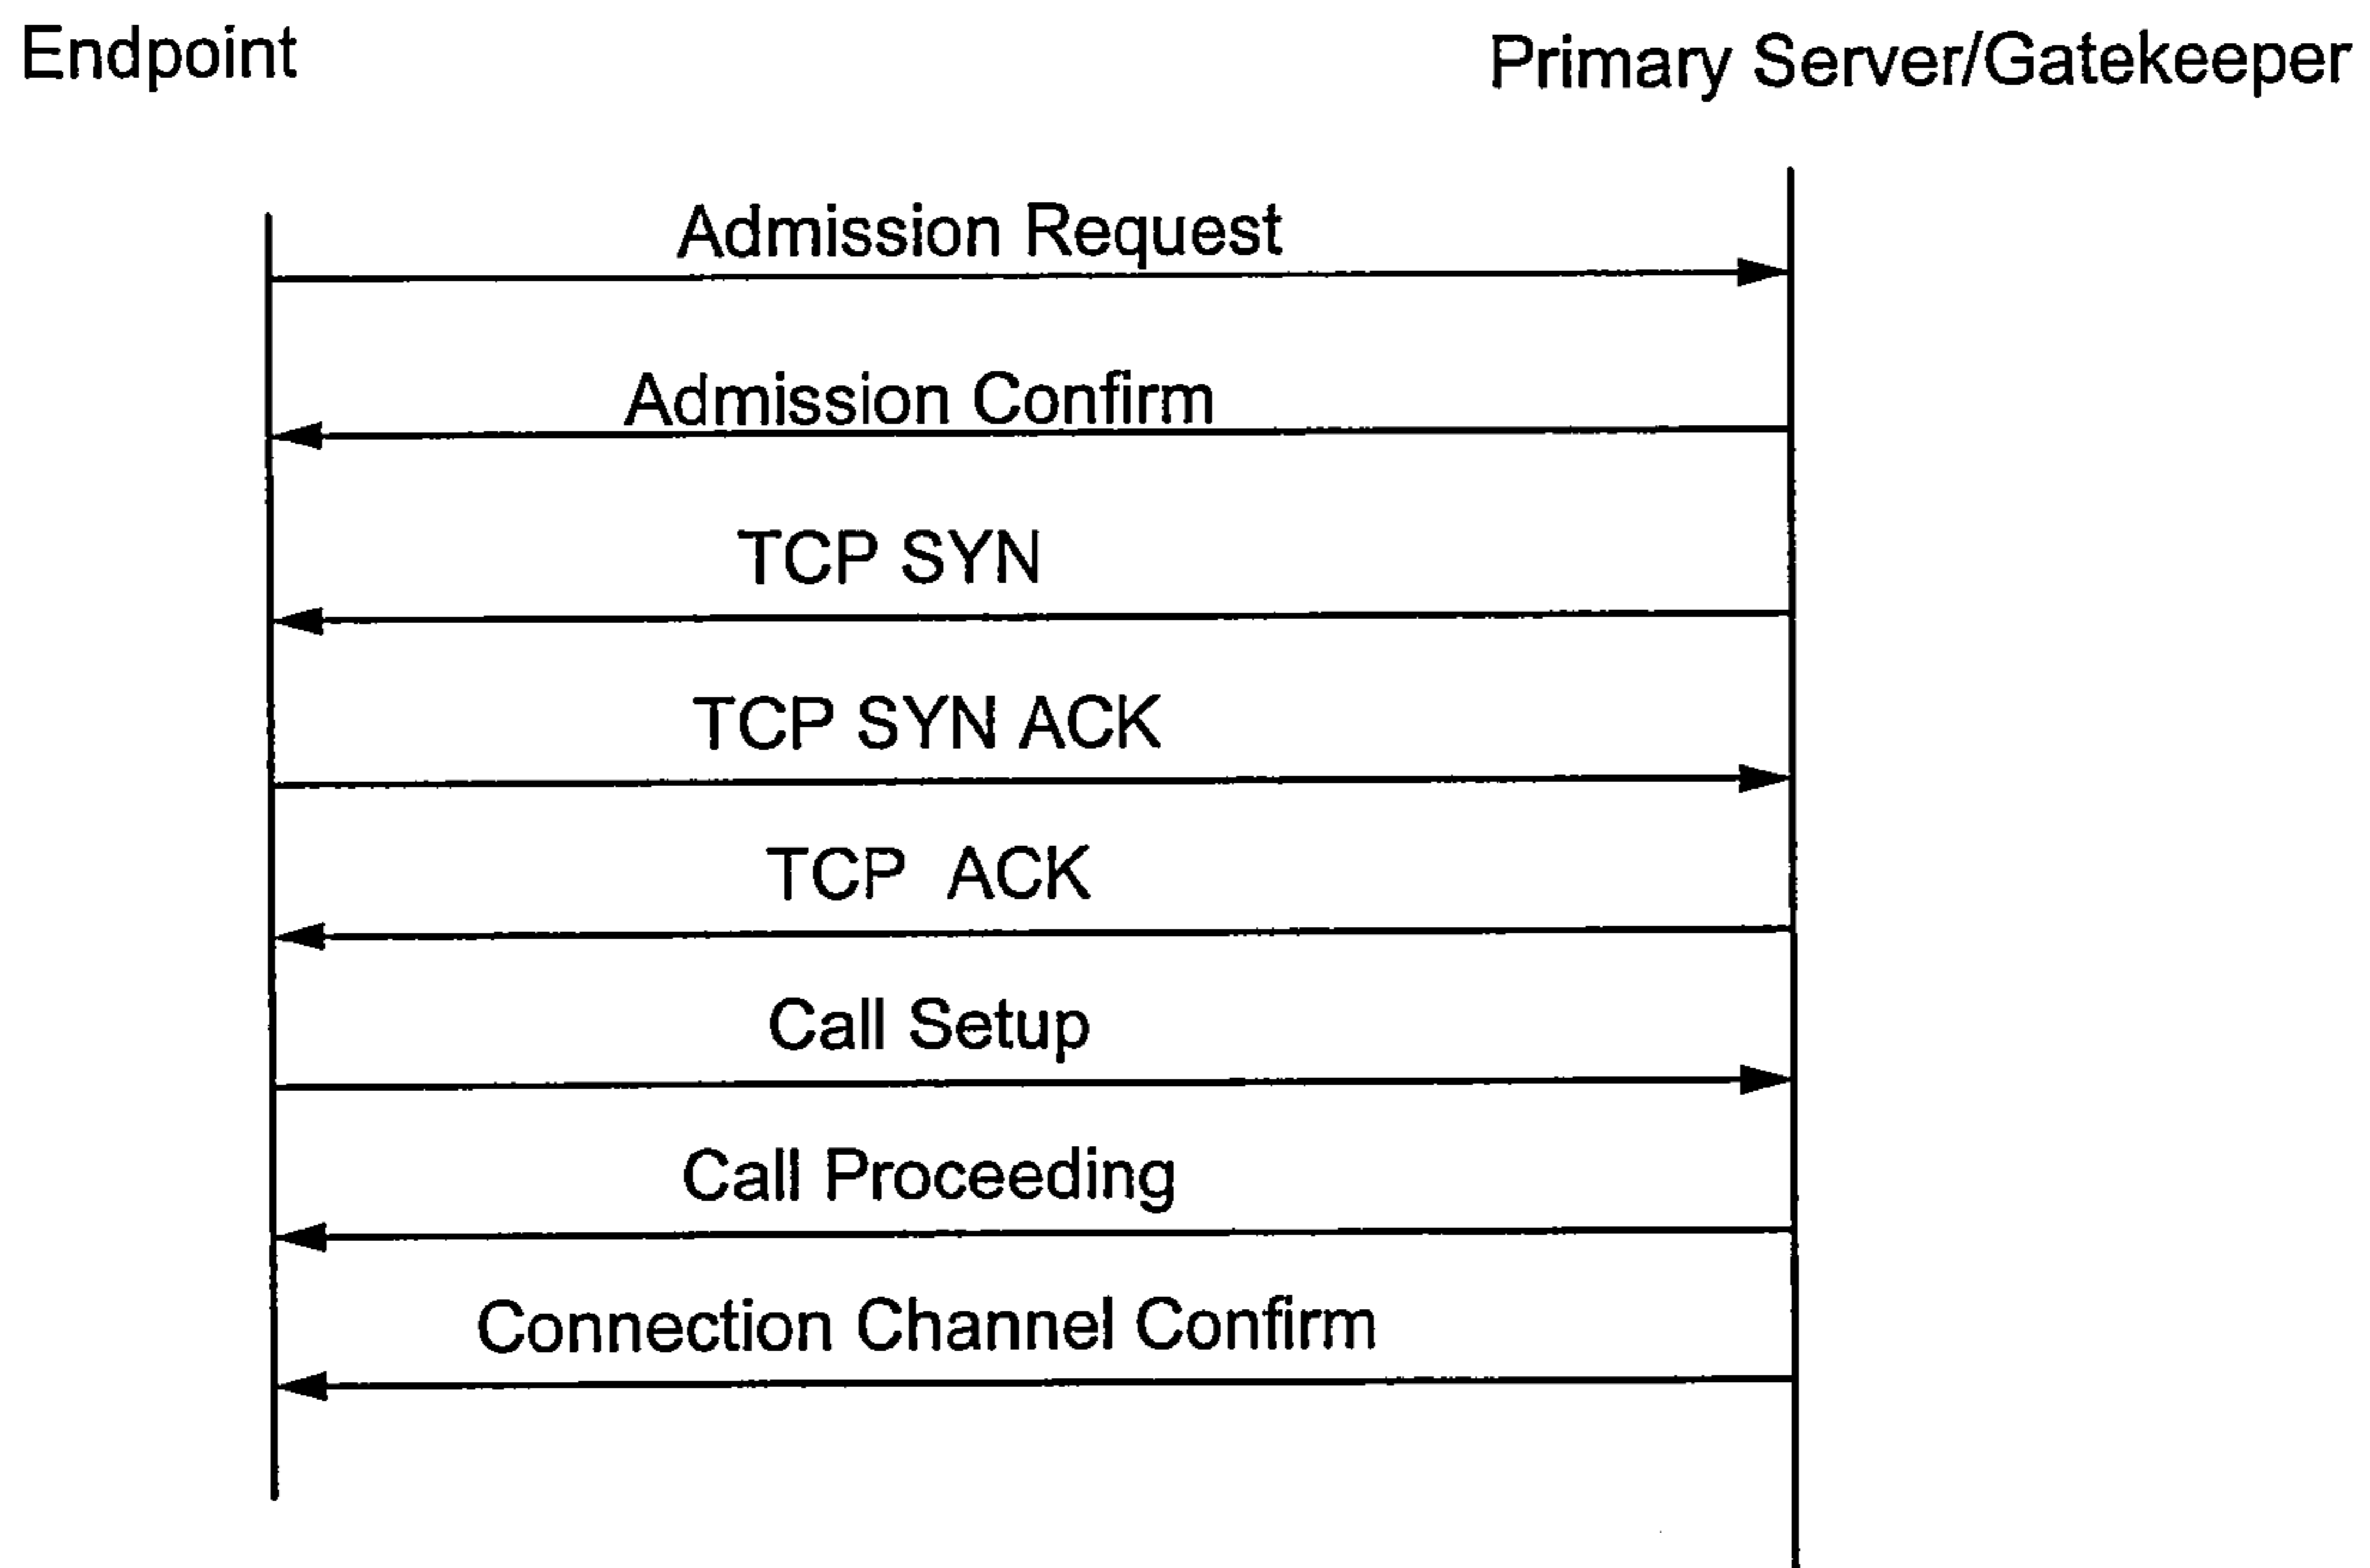 Endpoint
Primary Server/Gatekeeper
Admission Request
Admission Confirm
TCP SYN
TCP SYN ACK
TCP ACK
Call Setup
Call Proceeding
Connection Channel Confirm